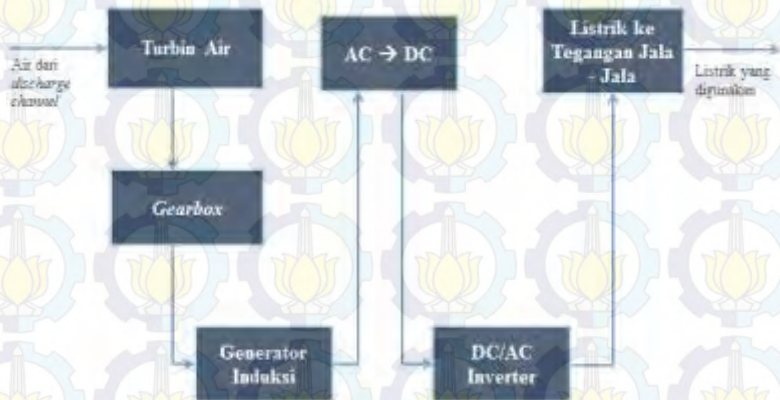 Air dari
discharge
channel
Turbin Air
Gearbox
Generator
Induksi
AC → DC
DC/AC
Inverter
Listrik ke
Tegangan Jala
- Jala
Listrik yang
digunakan